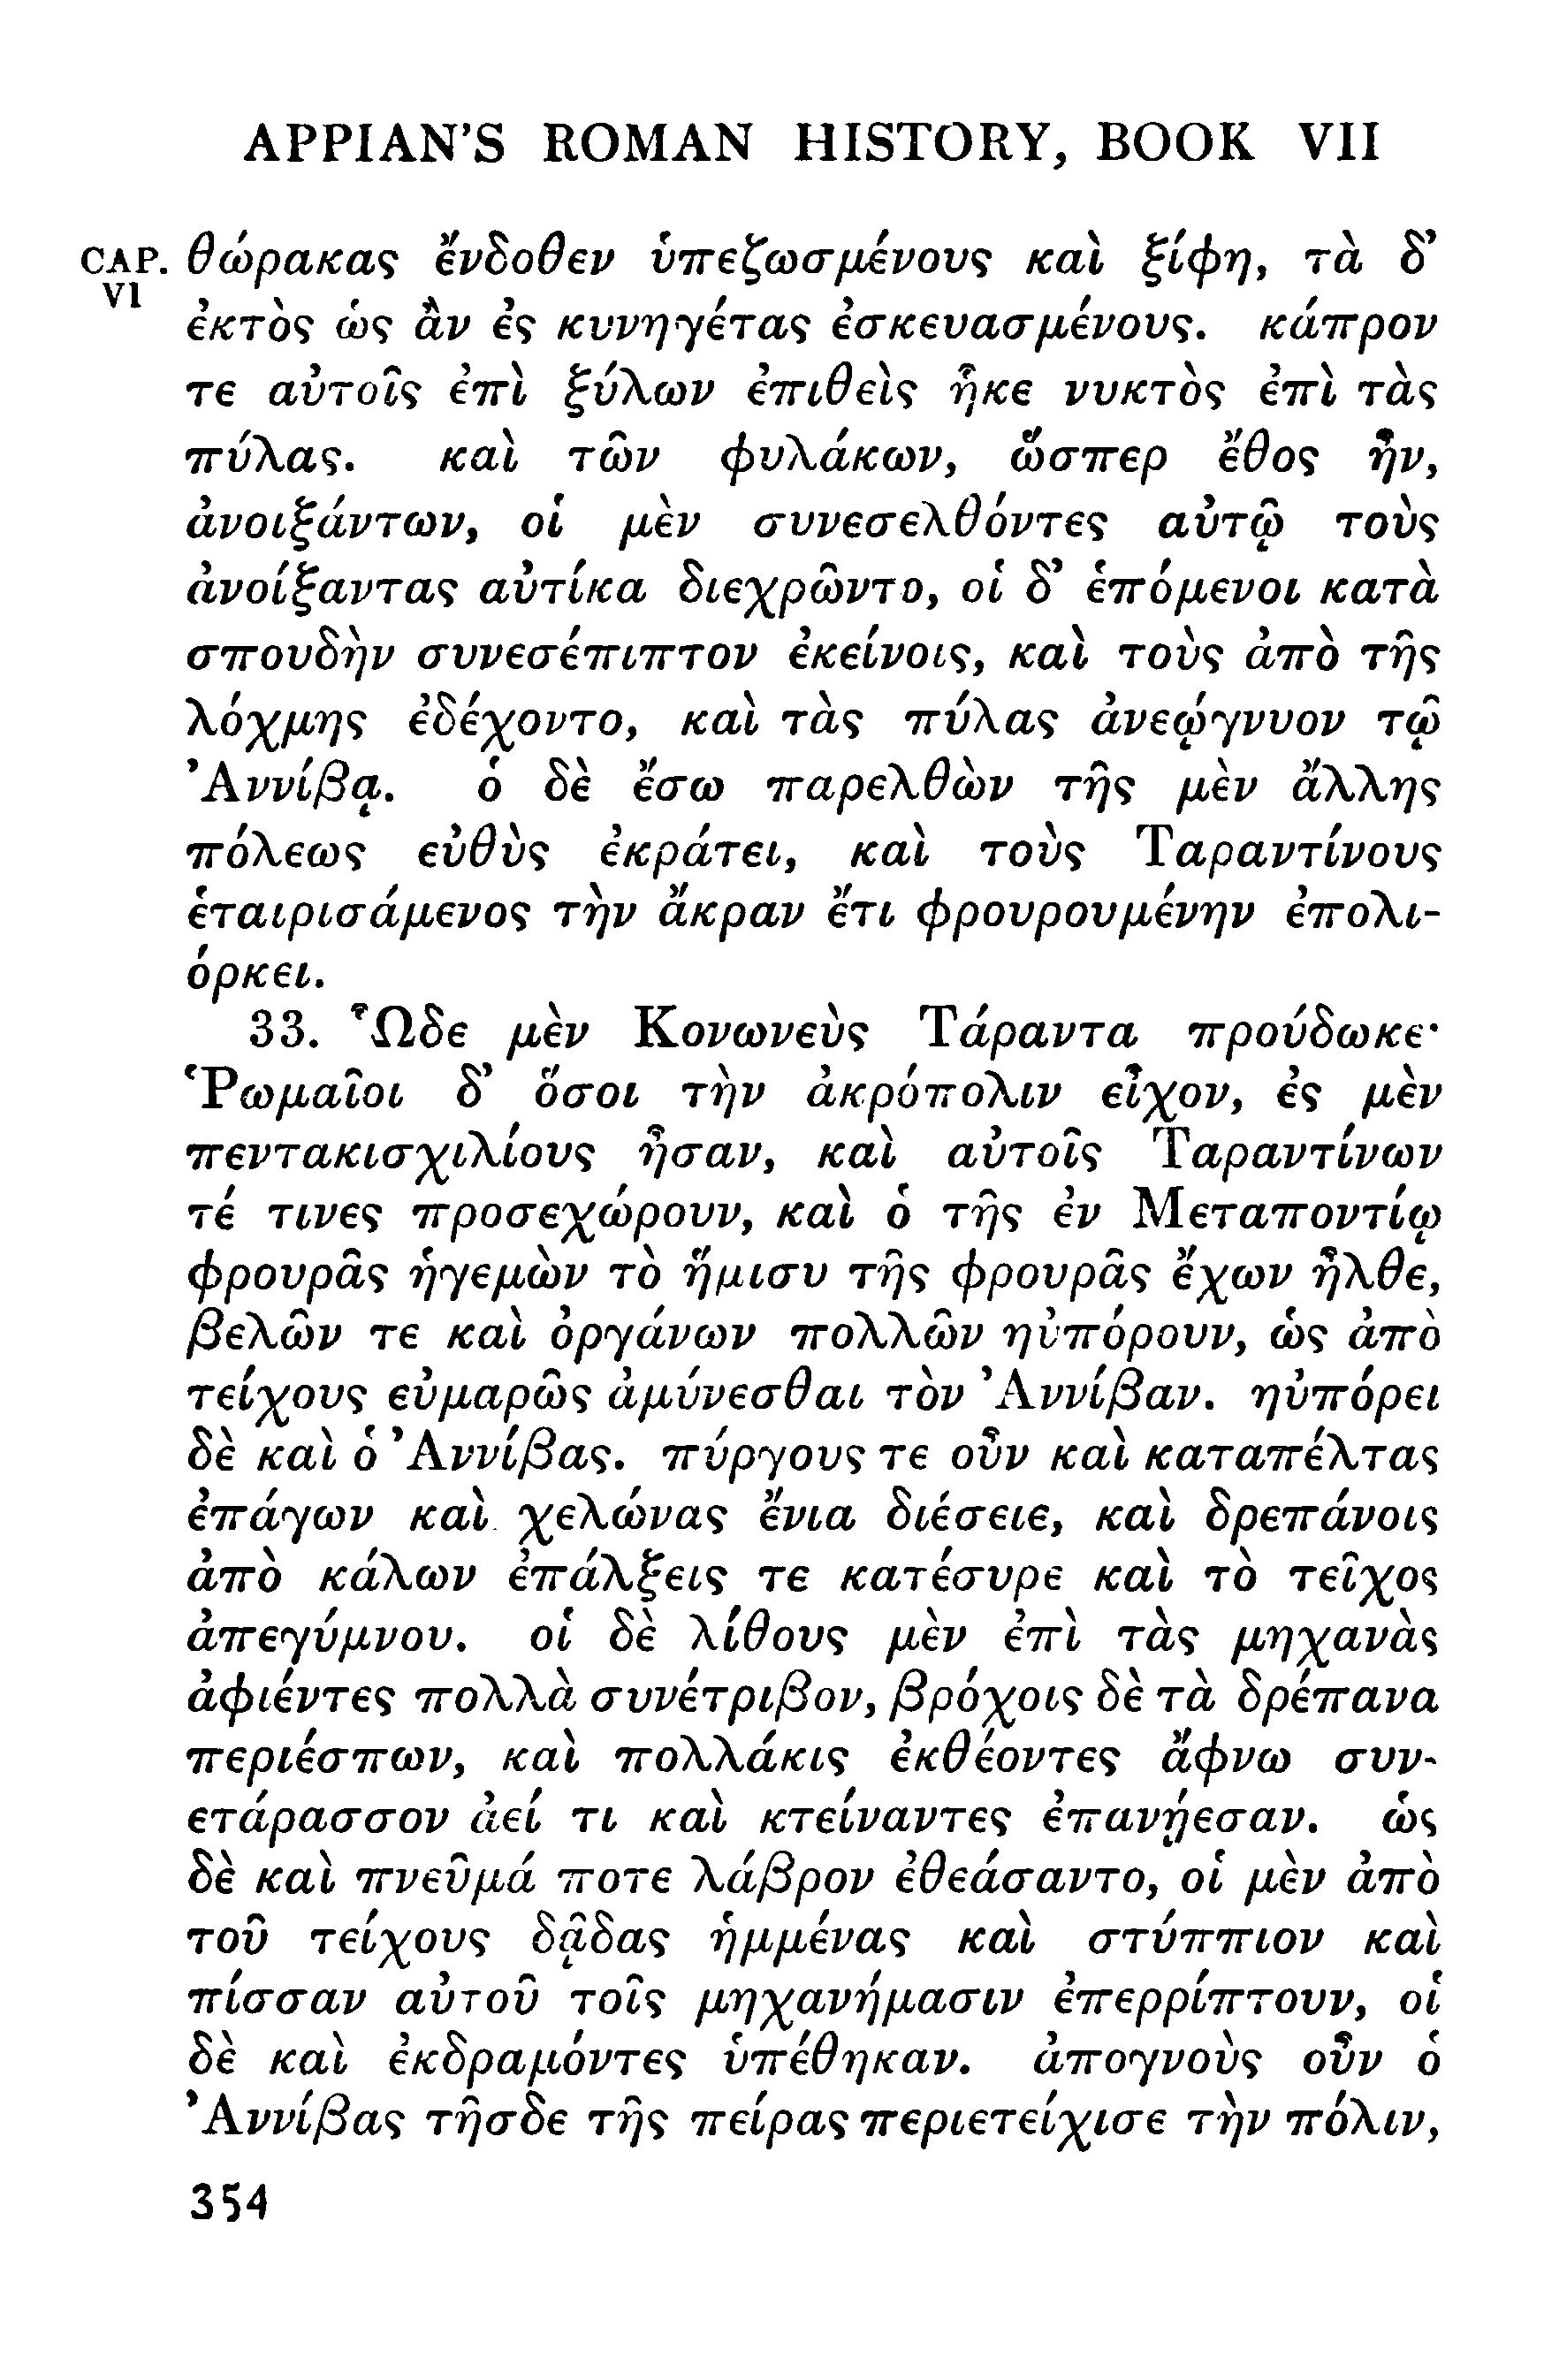 APPIAN'S ROMAN HISTORY, BOOK VII
CAP. VI θώρακας ἔνδοθεν ὑπεζωσμένους καὶ ξίφη, τὰ δ’
ἐκτὸς ὡς ἂν ἐς κυνηγέτας ἐσκευασμένους. κάπρον
τε αὐτοῖς ἐπὶ ξύλων ἐπιθεὶς ἧκε νυκτὸς ἐπὶ τὰς
πύλας. καὶ τῶν φυλάκων, ὥσπερ ἔθος ἦν,
ἀνοιξάντων, οἱ μὲν συνεσελθόντες αὐτῷ τοὺς
ἀνοίξαντας αὐτίκα διεχρῶντο, οἱ δ’ ἑπόμενοι κατὰ
σπουδὴν συνεσέπιπτον ἐκείνοις, καὶ τοὺς ἀπὸ τῆς
λόχμης ἐδέχοντο, καὶ τὰς πύλας ἀνεῴγνυον τῷ
Ἀννίβᾳ. ὁ δὲ ἔσω παρελθὼν τῆς μὲν ἄλλης
πόλεως εὐθὺς ἐκράτει, καὶ τοὺς Ταραντίνους
ἑταιρισάμενος τὴν ἄκραν ἔτι φρουρουμένην ἐπολι-
όρκει.
33. Ὧδε μὲν Κονωνεὺς Τάραντα προύδωκε·
Ῥωμαῖοι δ’ ὅσοι τὴν ἀκρόπολιν εἶχον, ἐς μὲν
πεντακισχιλίους ἦσαν, καὶ αὐτοῖς Ταραντίνων
τέ τινες προσεχώρουν, καὶ ὁ τῆς ἐν Μεταποντίῳ
φρουρᾶς ἡγεμὼν τὸ ἥμισυ τῆς φρουρᾶς ἔχων ἦλθε,
βελῶν τε καὶ ὀργάνων πολλῶν ηὐπόρουν, ὡς ἀπὸ
τείχους εὐμαρῶς ἀμύνεσθαι τὸν Ἀννίβαν. ηὐπόρει
δὲ καὶ ὁ Ἀννίβας. πύργους τε οὖν καὶ καταπέλτας
ἐπάγων καὶ χελώνας ἔνια διέσειε, καὶ δρεπάνοις
ἀπὸ κάλων ἐπάλξεις τε κατέσυρε καὶ τὸ τεῖχος
ἀπεγύμνου. οἱ δὲ λίθους μὲν ἐπὶ τὰς μηχανὰς
ἀφιέντες πολλὰ συνέτριβον, βρόχοις δὲ τὰ δρέπανα
περιέσπων, καὶ πολλάκις ἐκθέοντες ἄφνω συν-
ετάρασσον ἀεί τι καὶ κτείναντες ἐπανῄεσαν. ὡς
δὲ καὶ πνεῦμά ποτε λάβρον ἐθεάσαντο, οἱ μὲν ἀπὸ
τοῦ τείχους δᾷδας ἡμμένας καὶ στύππιον καὶ
πίσσαν αὐτοῦ τοῖς μηχανήμασιν ἐπερρίπτουν, οἱ
δὲ καὶ ἐκδραμόντες ὑπέθηκαν. ἀπογνοὺς οὖν ὁ
Ἀννίβας τῆσδε τῆς πείρας περιετείχισε τὴν πόλιν,
354